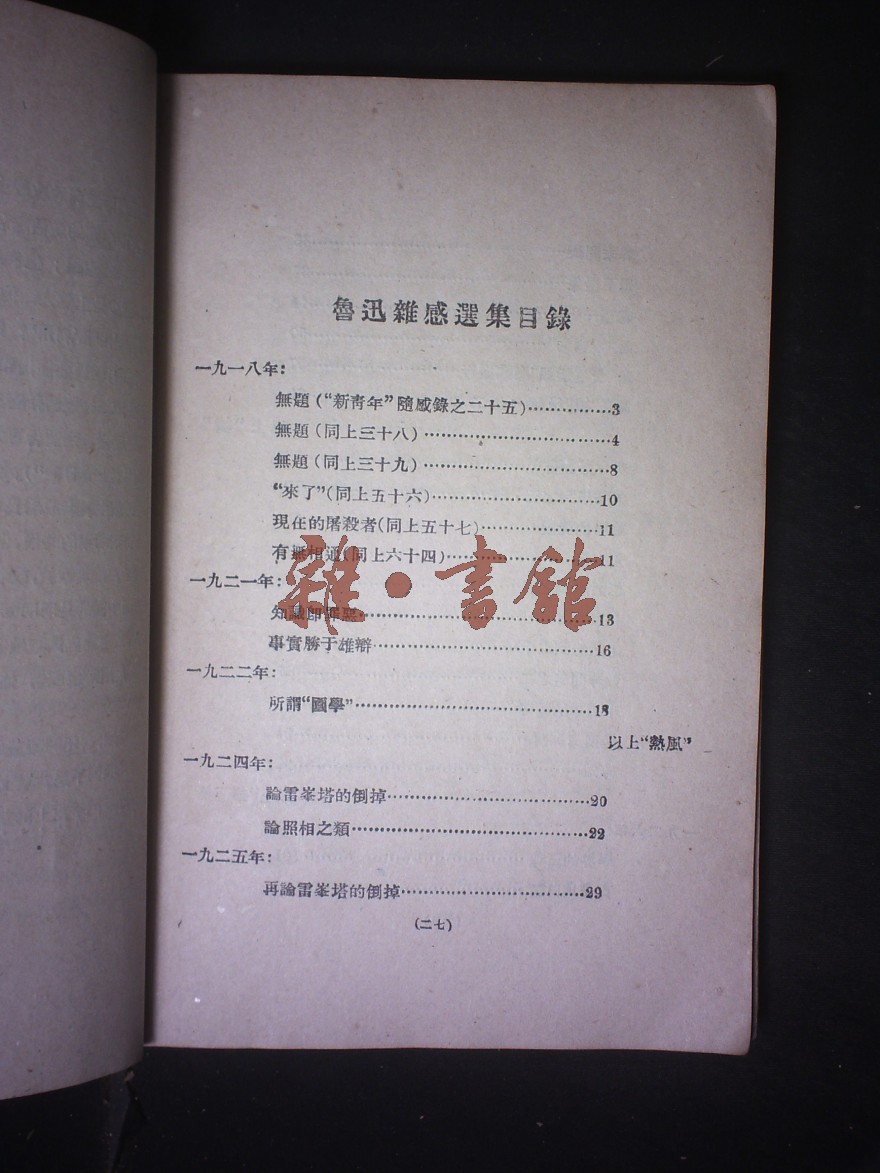 魯迅雜感選集目錄
一九一八年:
無題(“新靑年”隨感錄之二十五)……………3
無題(同上三十八)……………………………4
無題(同上三十九)……………………………8
“來了”(同上五十六)…………………………10
現在的屠殺者(同上五十七)…………………11
有無相通(同上六十四)………………………11
雜·書館
一九二一年:
知識卽罪惡……………………………………13
事實勝于雄辯…………………………………16
一九二二年:
所謂“國學”……………………………………18
以上“熱風”
一九二四年:
論雷峯塔的倒掉………………………………20
論照相之類……………………………………22
一九二五年:
再論雷峯塔的倒掉……………………………29
(二七)